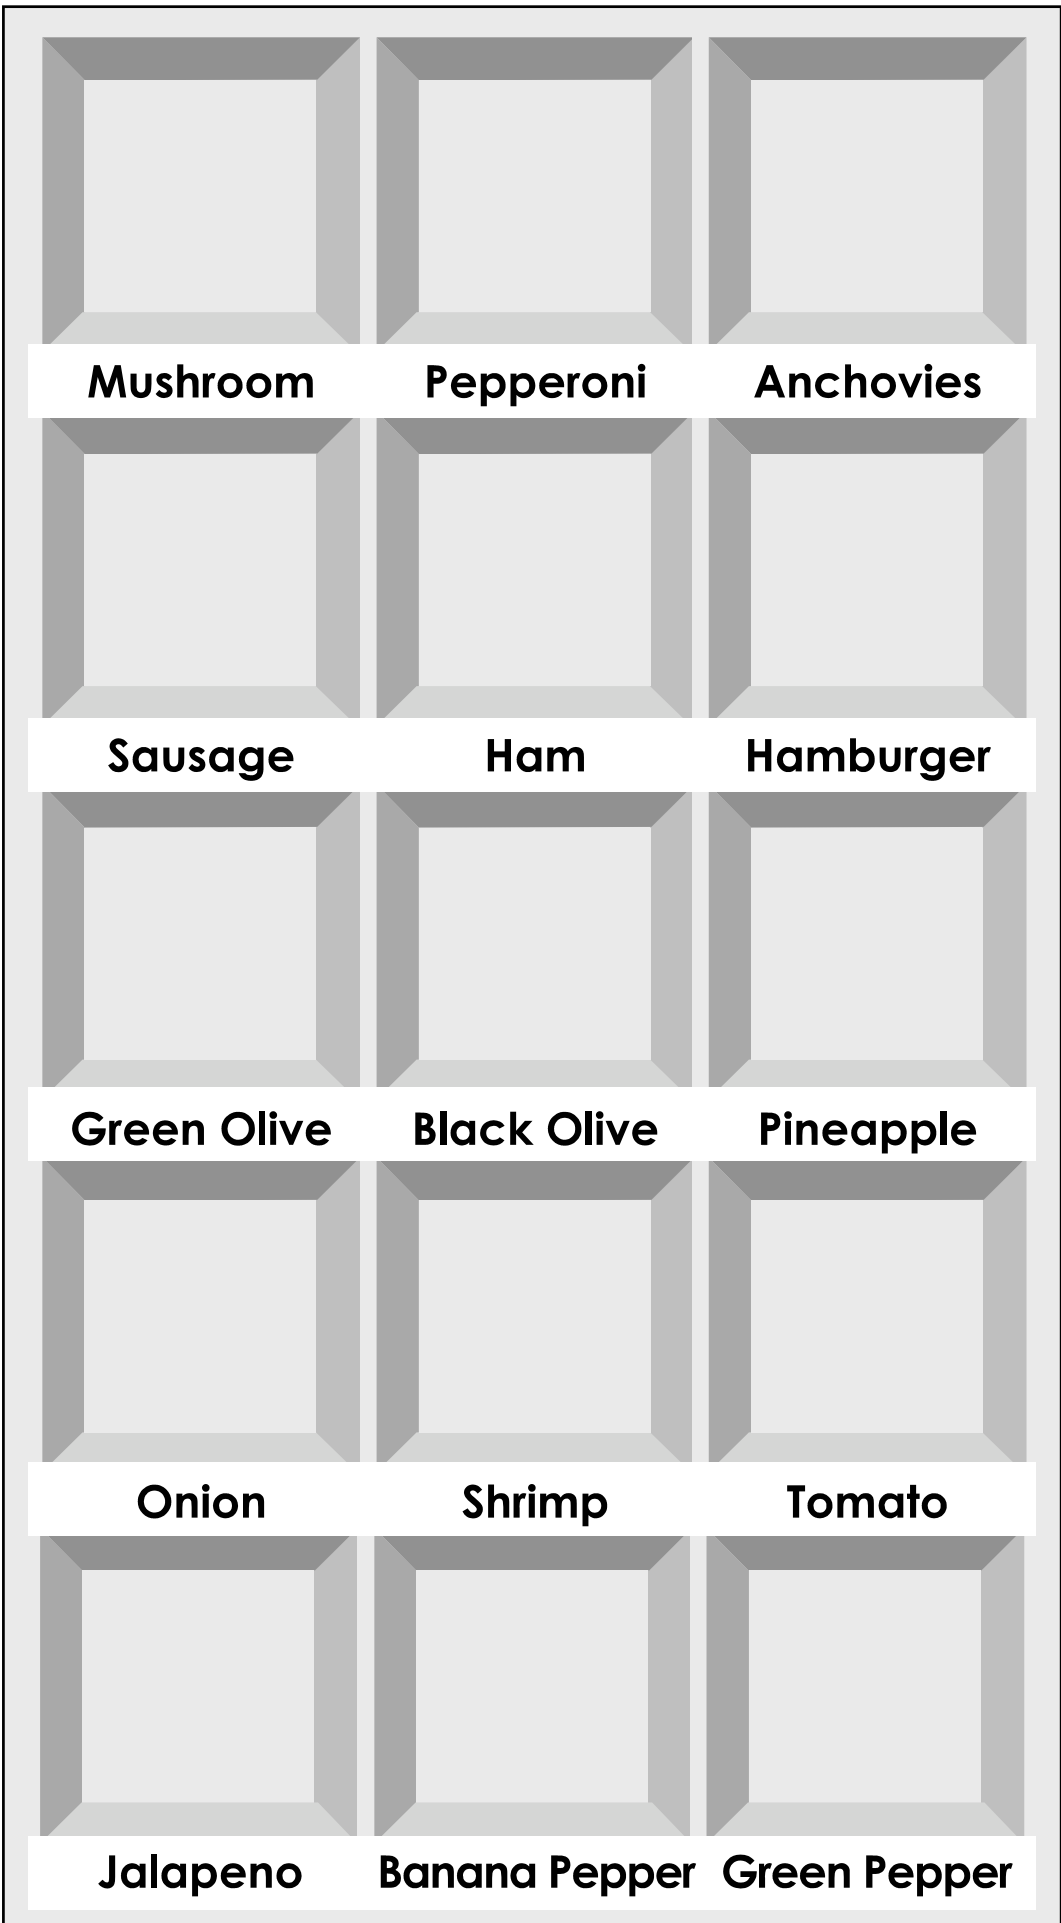 Mushroom Pepperoni Anchovies
Sausage Ham Hamburger
Green Olive Black Olive Pineapple
Onion Shrimp Tomato
Jalapeno Banana Pepper Green Pepper